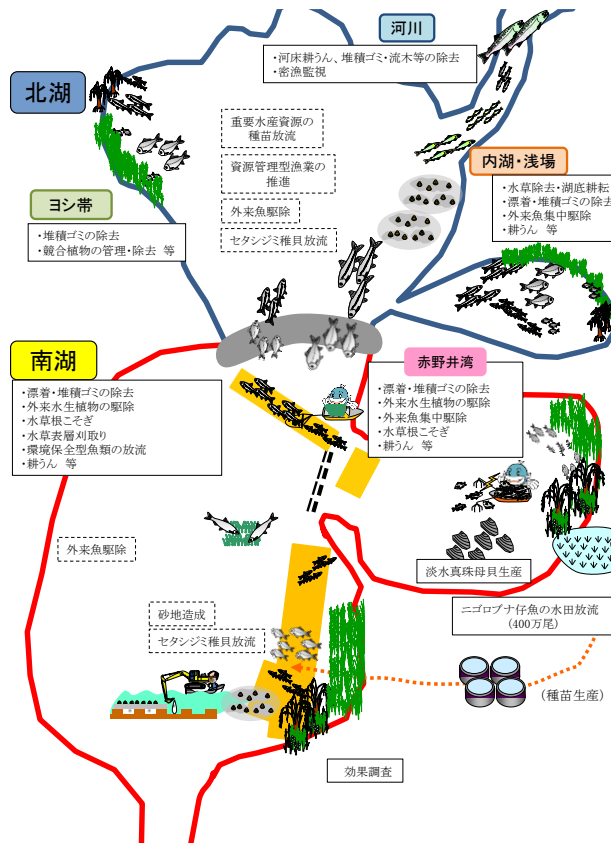 河川
・河床耕うん、堆積ゴミ・流木等の除去
・密漁監視
北湖
重要水産資源の
種苗放流
資源管理型漁業の
推進
外来魚駆除
セタシジミ稚貝放流
内湖・浅場
・水草除去・湖底耕転
・漂着・堆積ゴミの除去
・外来魚集中駆除
・耕うん 等
ヨシ帯
・堆積ゴミの除去
・競合植物の管理・除去 等
南湖
・漂着・堆積ゴミの除去
・外来水生植物の駆除
・水草根こそぎ
・水草表層刈取り
・環境保全型魚類の放流
・耕うん 等
赤野井湾
・漂着・堆積ゴミの除去
・外来水生植物の駆除
・外来魚集中駆除
・水草根こそぎ
・耕うん 等
外来魚駆除
淡水真珠母貝生産
砂地造成
セタシジミ稚貝放流
ニゴロブナ仔魚の水田放流
(400万尾)
(種苗生産)
効果調査